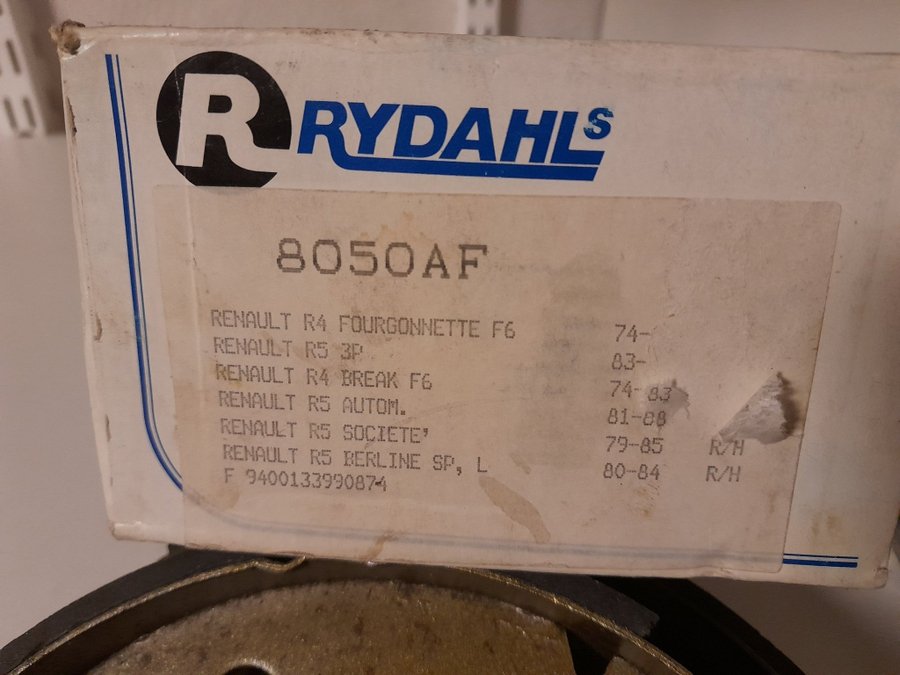 R RYDAHLS
8050AF
RENAULT R4 FOURGONNETTE F6 74-
RENAULT R5 3P 83-
RENAULT R4 BREAK F6 74-83
RENAULT R5 AUTOM. 81-88
RENAULT R5 SOCIETE' 79-85 R/H
RENAULT R5 BERLINE SP, L 80-84 R/H
F 9400133990874